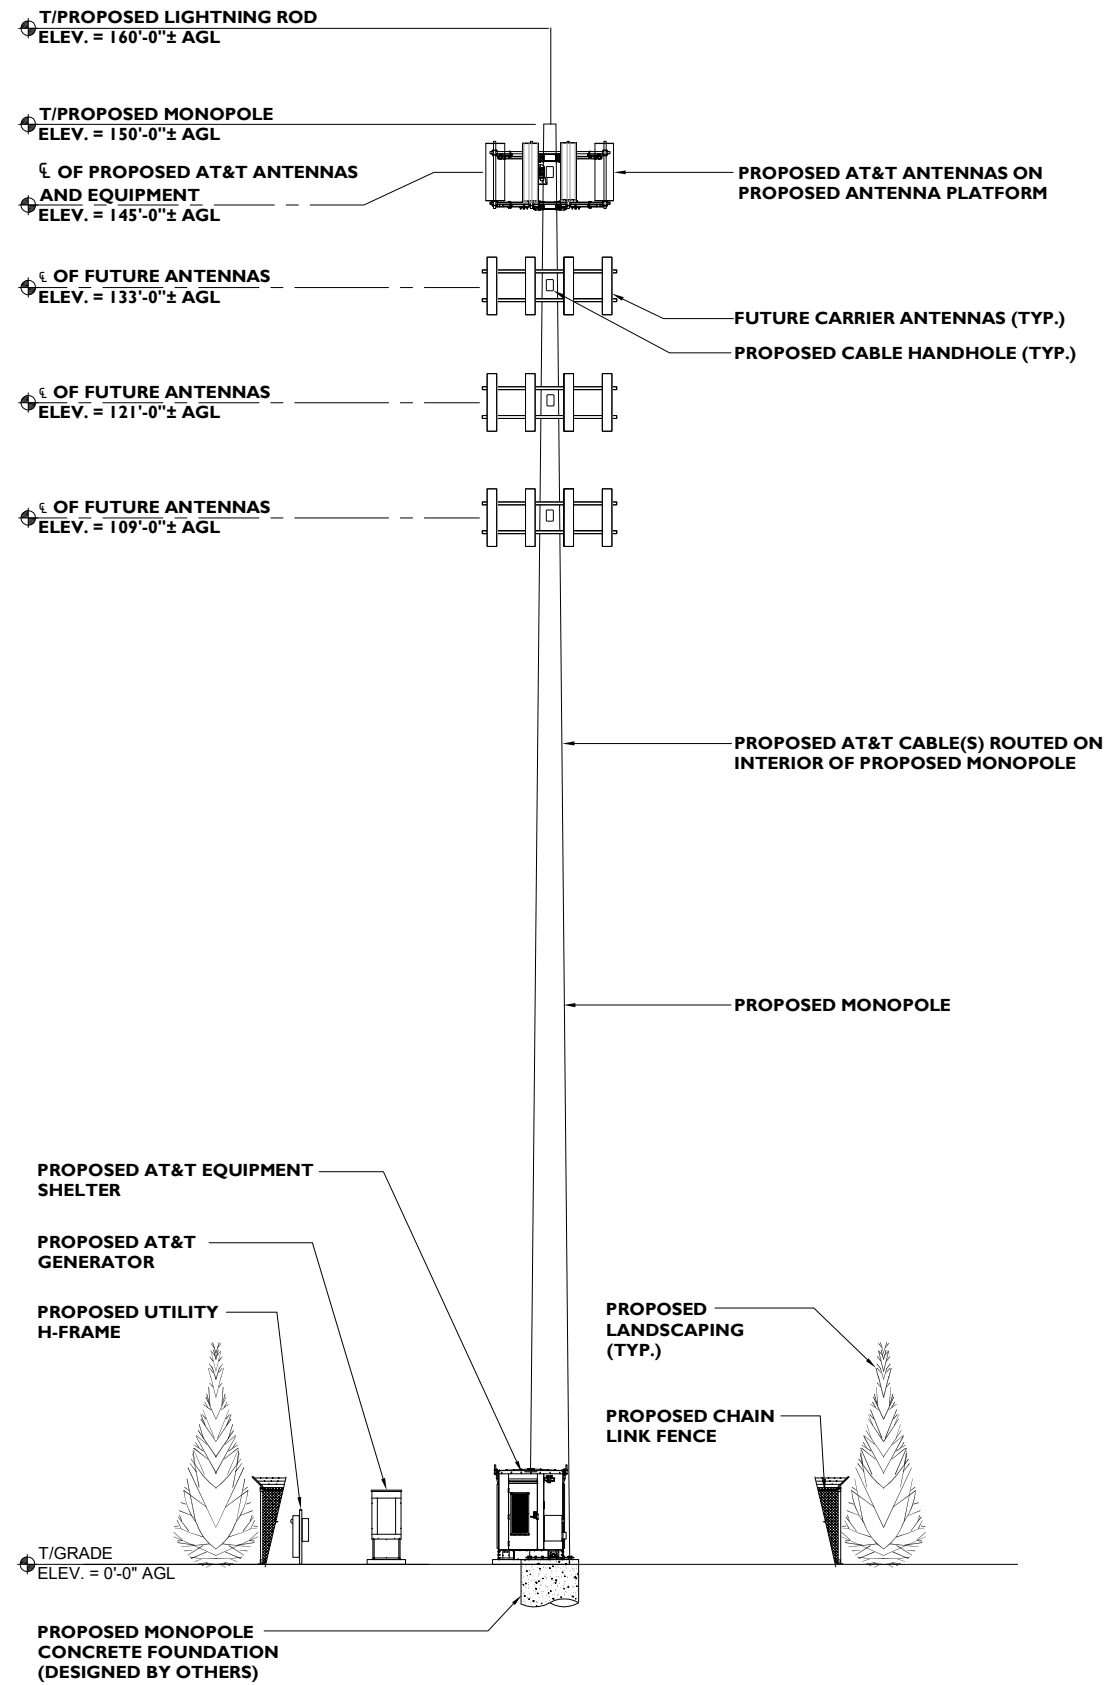 T/PROPOSED LIGHTNING ROD
ELEV. = 160'-0"± AGL
T/PROPOSED MONOPOLE
ELEV. = 150'-0"± AGL
℄ OF PROPOSED AT&T ANTENNAS
AND EQUIPMENT
ELEV. = 145'-0"± AGL
PROPOSED AT&T ANTENNAS ON
PROPOSED ANTENNA PLATFORM
℄ OF FUTURE ANTENNAS
ELEV. = 133'-0"± AGL
FUTURE CARRIER ANTENNAS (TYP.)
PROPOSED CABLE HANDHOLE (TYP.)
℄ OF FUTURE ANTENNAS
ELEV. = 121'-0"± AGL
℄ OF FUTURE ANTENNAS
ELEV. = 109'-0"± AGL
PROPOSED AT&T CABLE(S) ROUTED ON
INTERIOR OF PROPOSED MONOPOLE
PROPOSED MONOPOLE
PROPOSED AT&T EQUIPMENT
SHELTER
PROPOSED AT&T
GENERATOR
PROPOSED UTILITY
H-FRAME
PROPOSED
LANDSCAPING
(TYP.)
PROPOSED CHAIN
LINK FENCE
T/GRADE
ELEV. = 0'-0" AGL
PROPOSED MONOPOLE
CONCRETE FOUNDATION
(DESIGNED BY OTHERS)